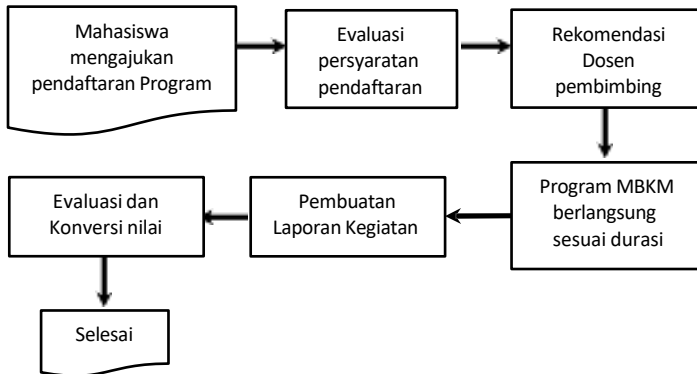 Mahasiswa
mengajukan
pendaftaran Program
Evaluasi
persyaratan
pendaftaran
Rekomendasi
Dosen
pembimbing
Program MBKM
berlangsung
sesuai durasi
Pembuatan
Laporan Kegiatan
Evaluasi dan
Konversi nilai
Selesai